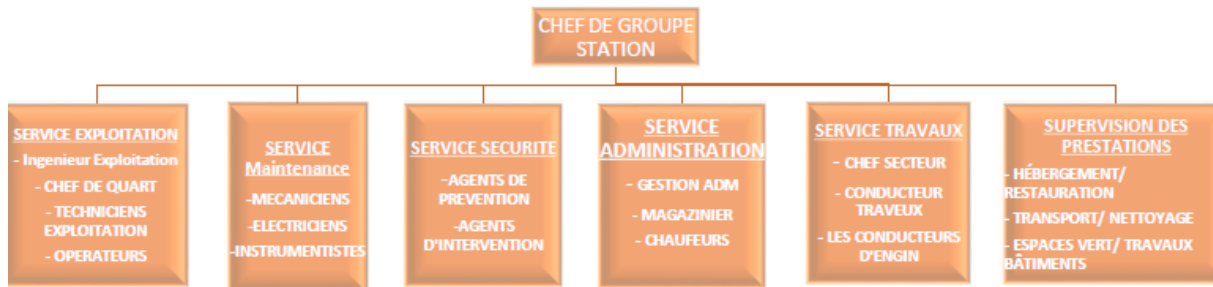 CHEF DE GROUPE
STATION
SERVICE EXPLOITATION
- Ingenieur Exploitation
- CHEF DE QUART
- TECHNICIENS
EXPLOITATION
- OPERATEURS
SERVICE
Maintenance
-MECANICIENS
-ELECTRICIENS
-INSTRUMENTISTES
SERVICE SECURITE
-AGENTS DE
PREVENTION
-AGENTS
D'INTERVENTION
SERVICE
ADMINISTRATION
- GESTION ADM
- MAGAZINIER
- CHAUFEURS
SERVICE TRAVAUX
- CHEF SECTEUR
- CONDUCTEUR
TRAVEUX
- LES CONDUCTEURS
D'ENGIN
SUPERVISION DES
PRESTATIONS
- HÉBERGEMENT/
RESTAURATION
- TRANSPORT/ NETTOYAGE
- ESPACES VERT/ TRAVAUX
BÂTIMENTS